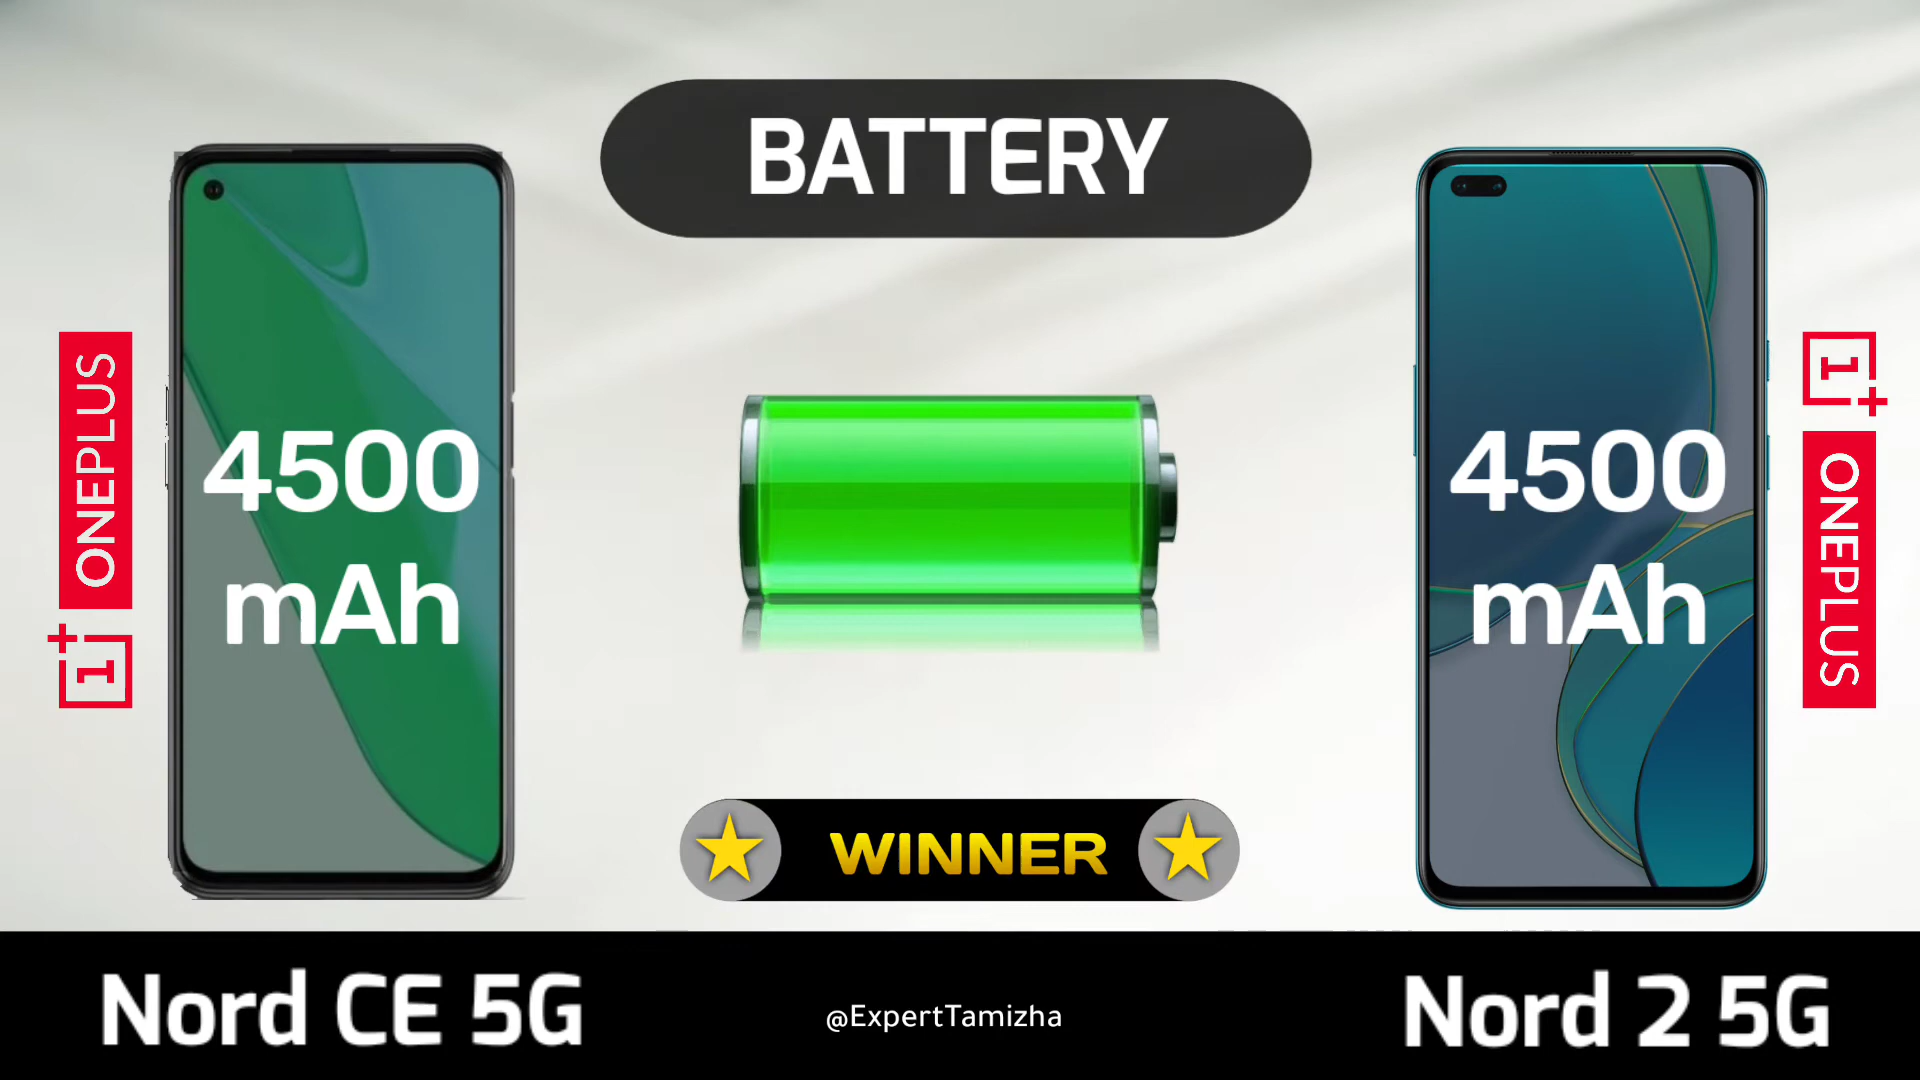 BATTERY
ONEPLUS
4500
mAh
4500
mAh
ONEPLUS
WINNER
Nord CE 5G
@ExpertTamizha
Nord 2 5G